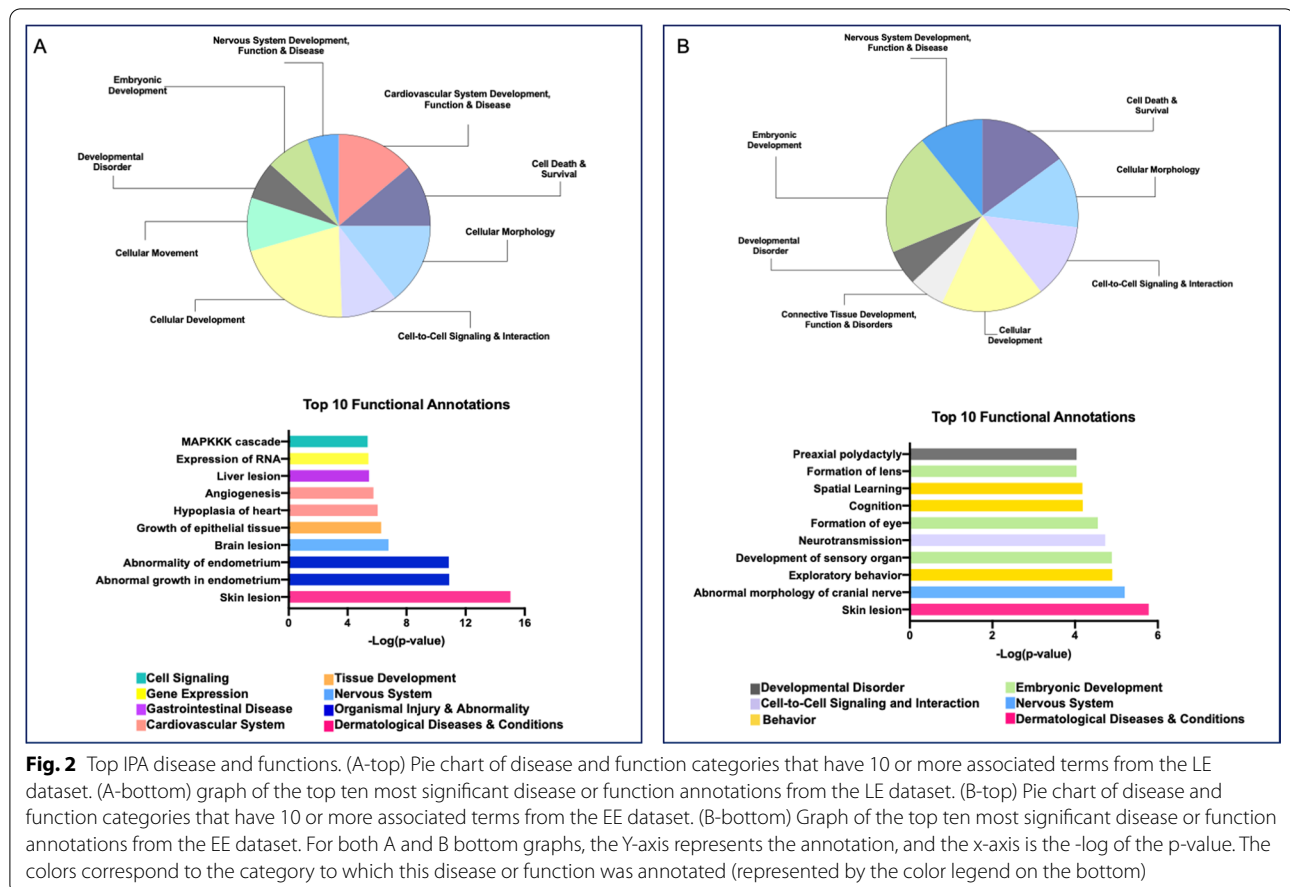 A
Nervous System Development,
Function & Disease
Embryonic
Development
Cardiovascular System Development,
Function & Disease
Developmental
Disorder
Cell Death &
Survival
Cellular Morphology
Cellular Movement
Cellular Development
Cell-to-Cell Signaling & Interaction
Top 10 Functional Annotations
MAPKKK cascade
Expression of RNA
Liver lesion
Angiogenesis
Hypoplasia of heart
Growth of epithelial tissue
Brain lesion
Abnormality of endometrium
Abnormal growth in endometrium
Skin lesion
0 4 8 12 16
-Log(p-value)
Cell Signaling
Gene Expression
Gastrointestinal Disease
Cardiovascular System
Tissue Development
Nervous System
Organismal Injury & Abnormality
Dermatological Diseases & Conditions
B
Nervous System Development,
Function & Disease
Cell Death &
Survival
Embryonic
Development
Cellular Morphology
Developmental
Disorder
Cell-to-Cell Signaling & Interaction
Connective Tissue Development,
Function & Disorders
Cellular
Development
Top 10 Functional Annotations
Preaxial polydactyly
Formation of lens
Spatial Learning
Cognition
Formation of eye
Neurotransmission
Development of sensory organ
Exploratory behavior
Abnormal morphology of cranial nerve
Skin lesion
0 2 4 6
-Log(p-value)
Developmental Disorder
Cell-to-Cell Signaling and Interaction
Behavior
Embryonic Development
Nervous System
Dermatological Diseases & Conditions
Fig. 2 Top IPA disease and functions. (A-top) Pie chart of disease and function categories that have 10 or more associated terms from the LE
dataset. (A-bottom) graph of the top ten most significant disease or function annotations from the LE dataset. (B-top) Pie chart of disease and
function categories that have 10 or more associated terms from the EE dataset. (B-bottom) Graph of the top ten most significant disease or function
annotations from the EE dataset. For both A and B bottom graphs, the Y-axis represents the annotation, and the x-axis is the -log of the p-value. The
colors correspond to the category to which this disease or function was annotated (represented by the color legend on the bottom)